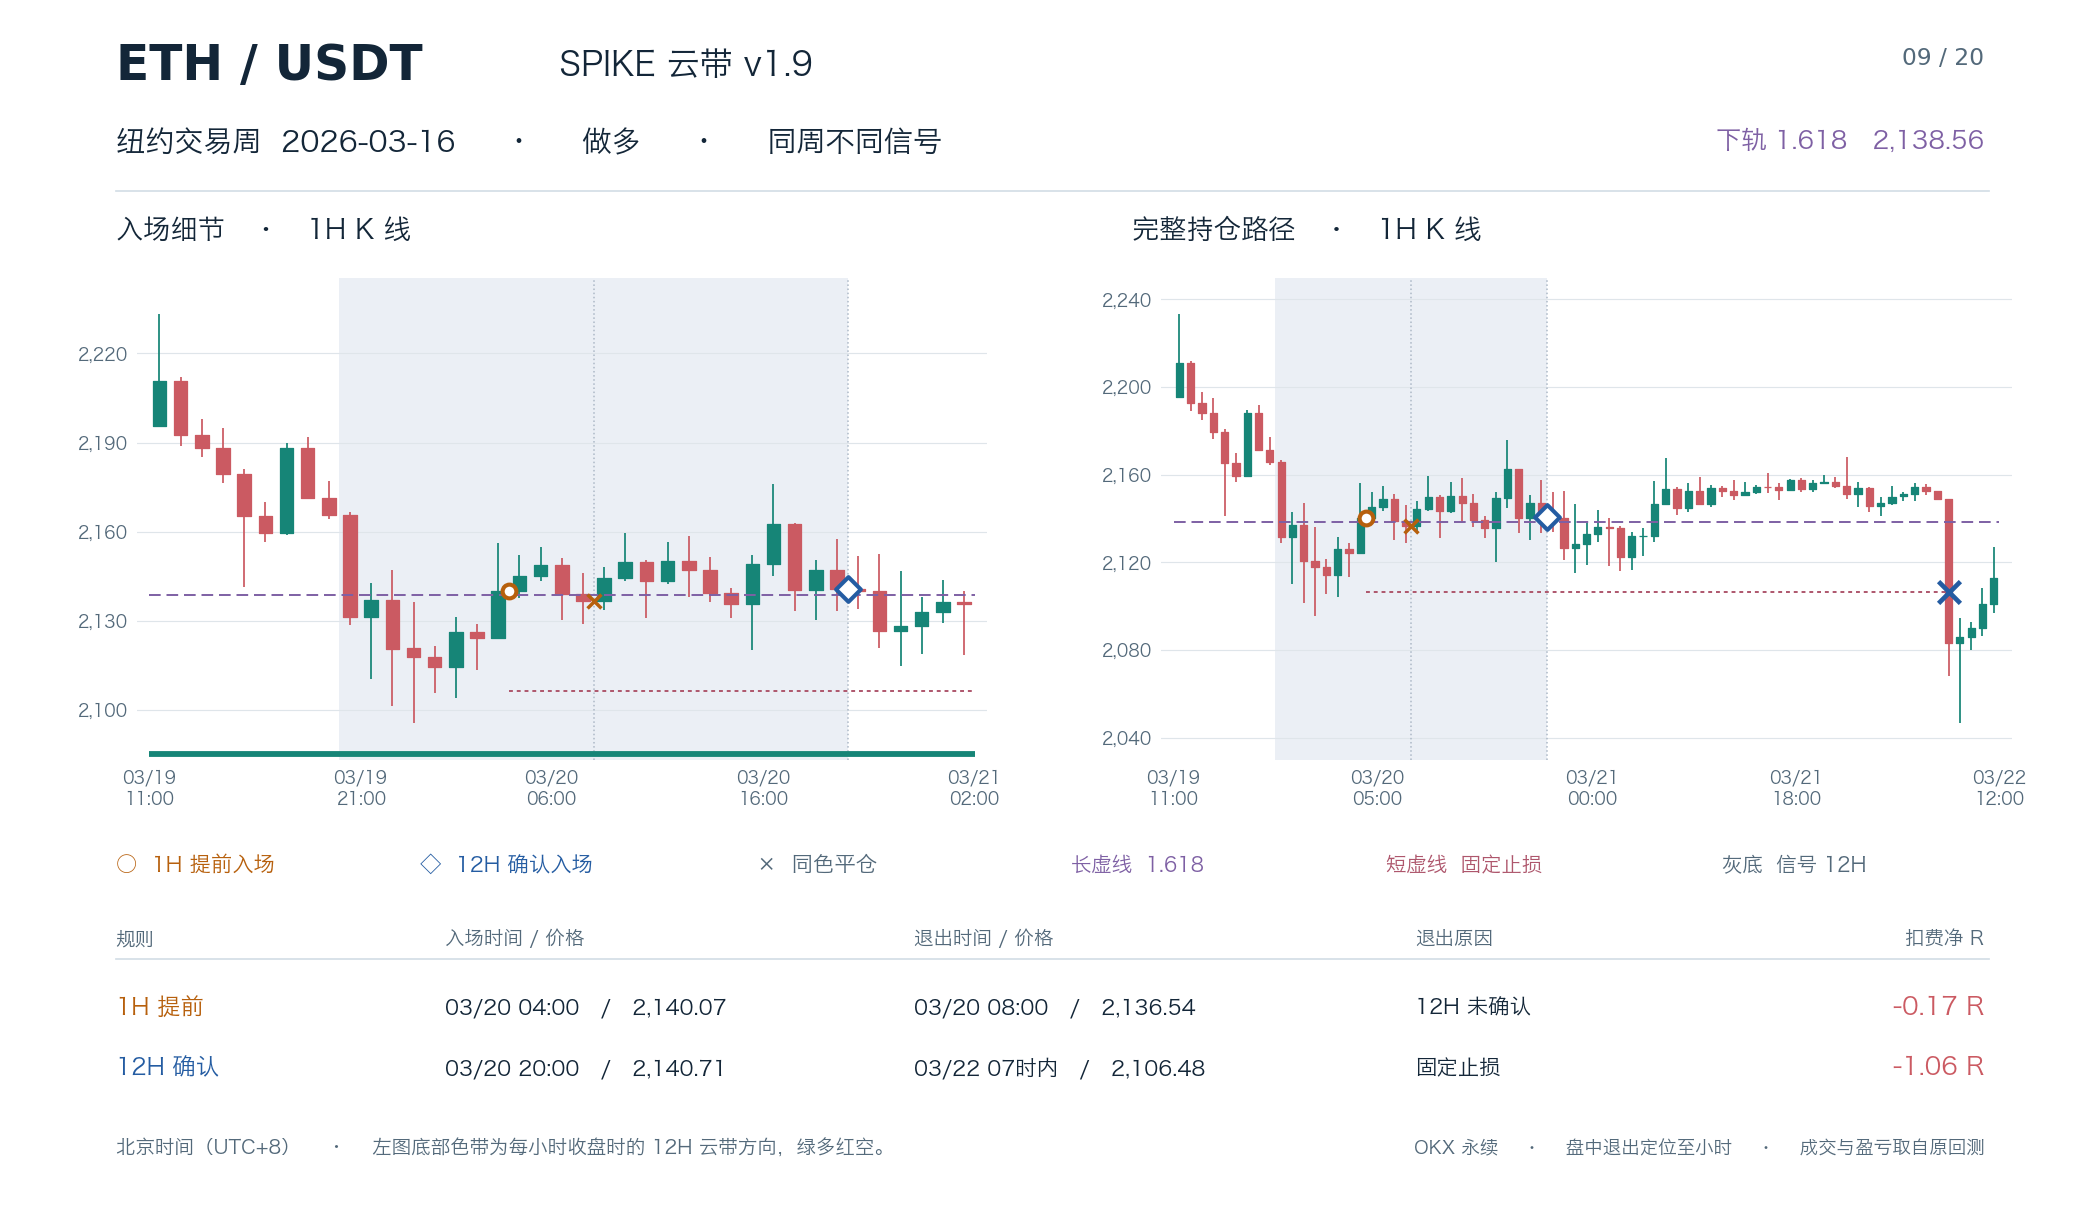 ETH / USDT SPIKE 云带 v1.9 09 / 20
纽约交易周 2026-03-16 · 做多 · 同周不同信号 下轨 1.618 2,138.56
入场细节 · 1H K 线
2,220
2,190
2,160
2,130
2,100
03/19 03/19 03/20 03/20 03/21
11:00 21:00 06:00 16:00 02:00
完整持仓路径 · 1H K 线
2,240
2,200
2,160
2,120
2,080
2,040
03/19 03/20 03/21 03/21 03/22
11:00 05:00 00:00 18:00 12:00
○ 1H 提前入场 ◇ 12H 确认入场 × 同色平仓 长虚线 1.618 短虚线 固定止损 灰底 信号 12H
规则 入场时间 / 价格 退出时间 / 价格 退出原因 扣费净 R
1H 提前 03/20 04:00 / 2,140.07 03/20 08:00 / 2,136.54 12H 未确认 -0.17 R
12H 确认 03/20 20:00 / 2,140.71 03/22 07时内 / 2,106.48 固定止损 -1.06 R
北京时间（UTC+8） · 左图底部色带为每小时收盘时的 12H 云带方向，绿多红空。 OKX 永续 · 盘中退出定位至小时 · 成交与盈亏取自原回测